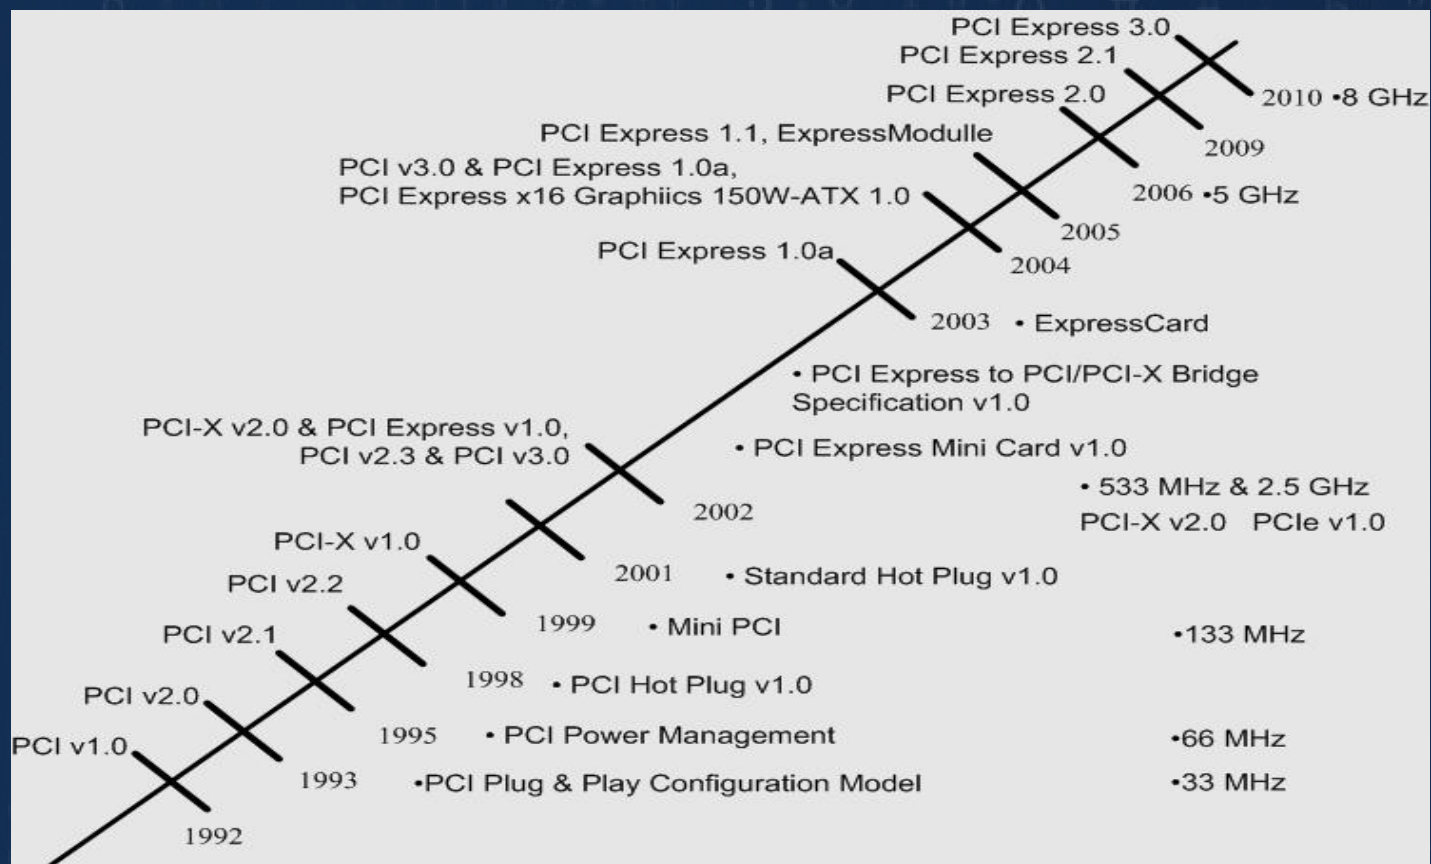 PCI Express 3.0
PCI Express 2.1
PCI Express 2.0
2010 •8 GHz
PCI Express 1.1, ExpressModulle
2009
PCI v3.0 & PCI Express 1.0a,
PCI Express x16 Graphiics 150W-ATX 1.0
2006 •5 GHz
2005
PCI Express 1.0a
2004
2003 • ExpressCard
• PCI Express to PCI/PCI-X Bridge
Specification v1.0
PCI-X v2.0 & PCI Express v1.0,
PCI v2.3 & PCI v3.0
• PCI Express Mini Card v1.0
• 533 MHz & 2.5 GHz
PCI-X v2.0 PCIe v1.0
2002
PCI-X v1.0
2001 • Standard Hot Plug v1.0
PCI v2.2
1999 • Mini PCI •133 MHz
PCI v2.1
1998 • PCI Hot Plug v1.0
PCI v2.0
1995 • PCI Power Management •66 MHz
PCI v1.0
1993 •PCI Plug & Play Configuration Model •33 MHz
1992